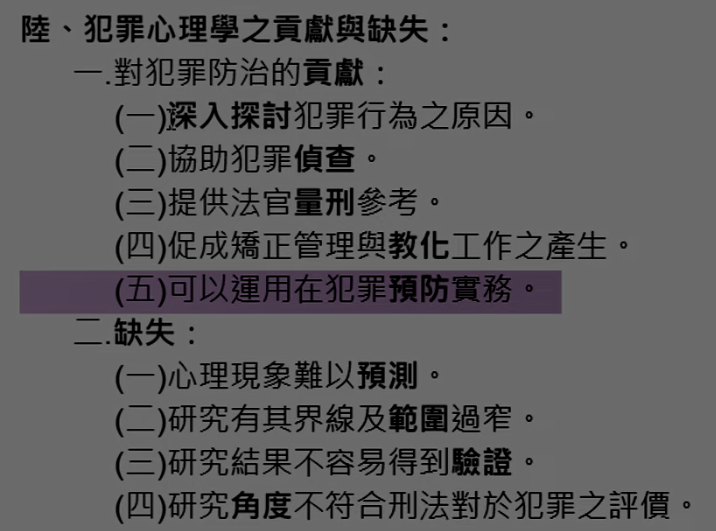 陸、犯罪心理學之貢獻與缺失：
一.對犯罪防治的貢獻：
(一)深入探討犯罪行為之原因。
(二)協助犯罪偵查。
(三)提供法官量刑參考。
(四)促成矯正管理與教化工作之產生。
(五)可以運用在犯罪預防實務。
二.缺失：
(一)心理現象難以預測。
(二)研究有其界線及範圍過窄。
(三)研究結果不容易得到驗證。
(四)研究角度不符合刑法對於犯罪之評價。